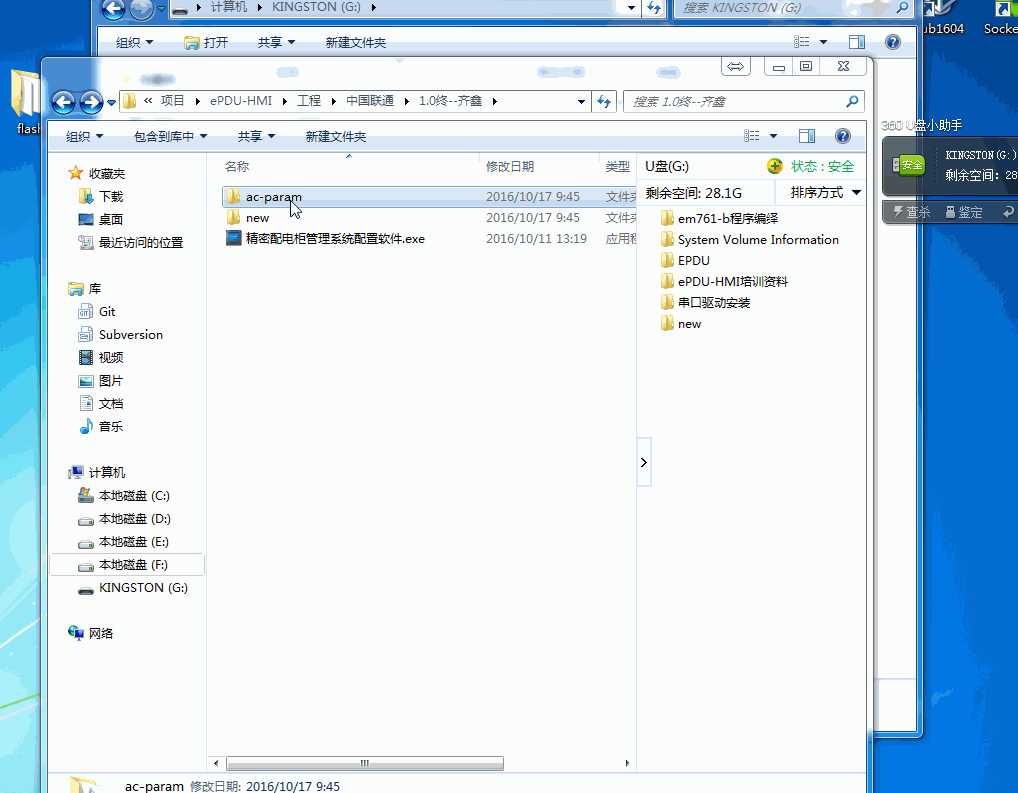 计算机 KINGSTON (G:) 搜索 KINGSTON (G:)
ub1604 Socke
组织 打开 共享 新建文件夹
« 项目 ePDU-HMI 工程 中国联通 1.0终--齐鑫 搜索 1.0终--齐鑫
flash
组织 包含到库中 共享 新建文件夹
收藏夹
下载
桌面
最近访问的位置
库
Git
Subversion
视频
图片
文档
音乐
计算机
本地磁盘 (C:)
本地磁盘 (D:)
本地磁盘 (E:)
本地磁盘 (F:)
KINGSTON (G:)
网络
名称 修改日期 类型
ac-param 2016/10/17 9:45 文件夹
new 2016/10/17 9:45 文件夹
精密配电柜管理系统配置软件.exe 2016/10/11 13:19 应用程
U盘(G:) 状态 : 安全
剩余空间: 28.1G 排序方式
em761-b程序编译
System Volume Information
EPDU
ePDU-HMI培训资料
串口驱动安装
new
360 U盘小助手
安全 KINGSTON(G:)
剩余空间: 28
查杀 鉴定
ac-param 修改日期: 2016/10/17 9:45